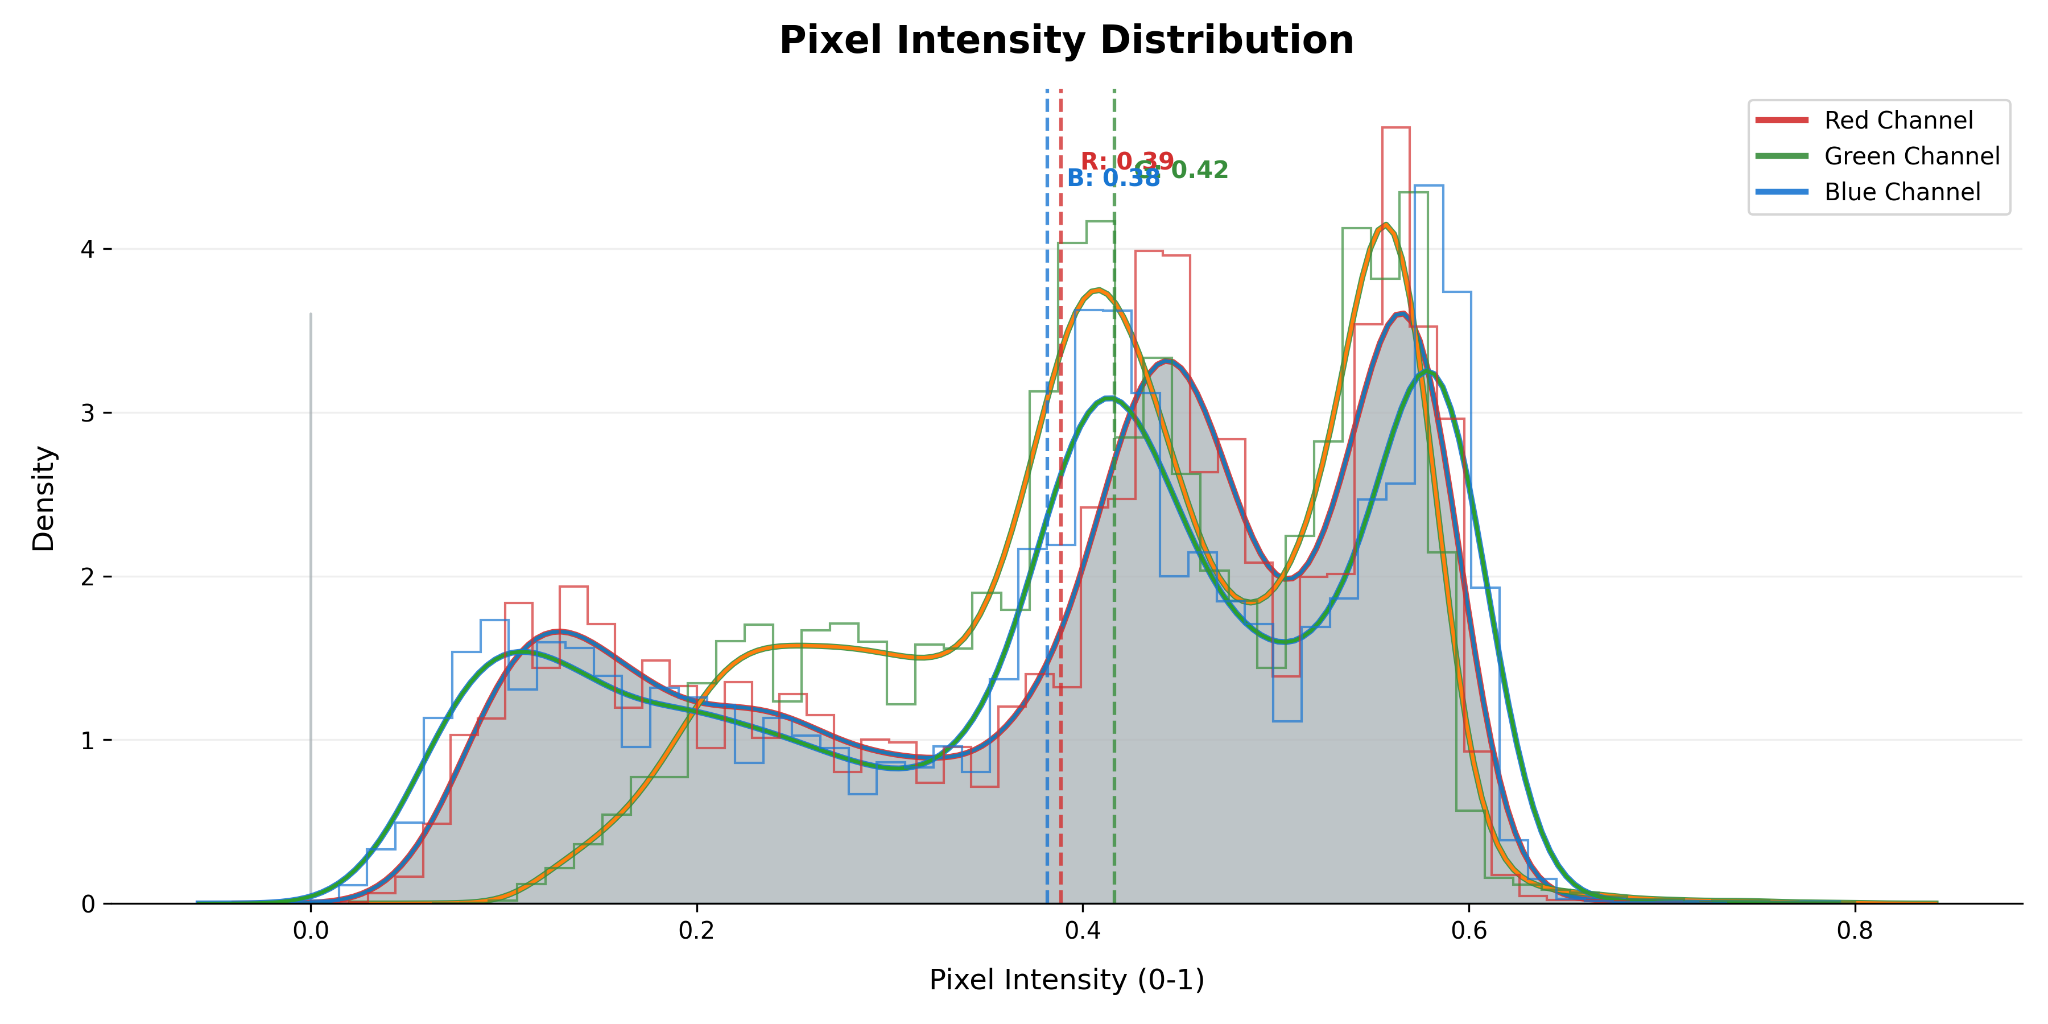 Pixel Intensity Distribution
R: 0.39
G: 0.42
B: 0.38
Red Channel
Green Channel
Blue Channel
Density
4
3
2
1
0
0.0 0.2 0.4 0.6 0.8
Pixel Intensity (0-1)